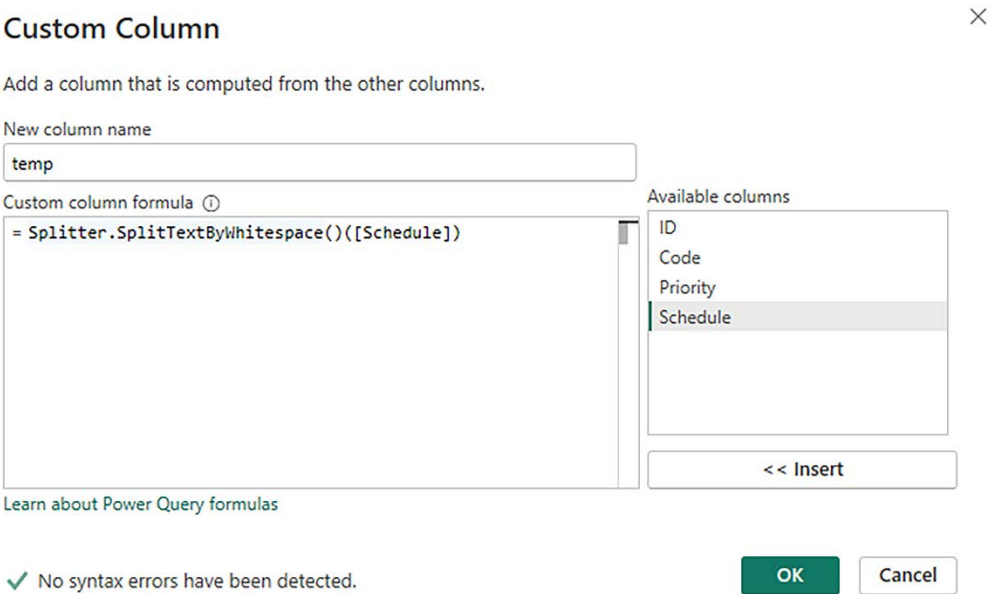 Custom Column
Add a column that is computed from the other columns.
New column name
temp
Custom column formula
= Splitter.SplitTextByWhitespace()([Schedule])
Available columns
ID
Code
Priority
Schedule
<< Insert
Learn about Power Query formulas
No syntax errors have been detected.
OK
Cancel